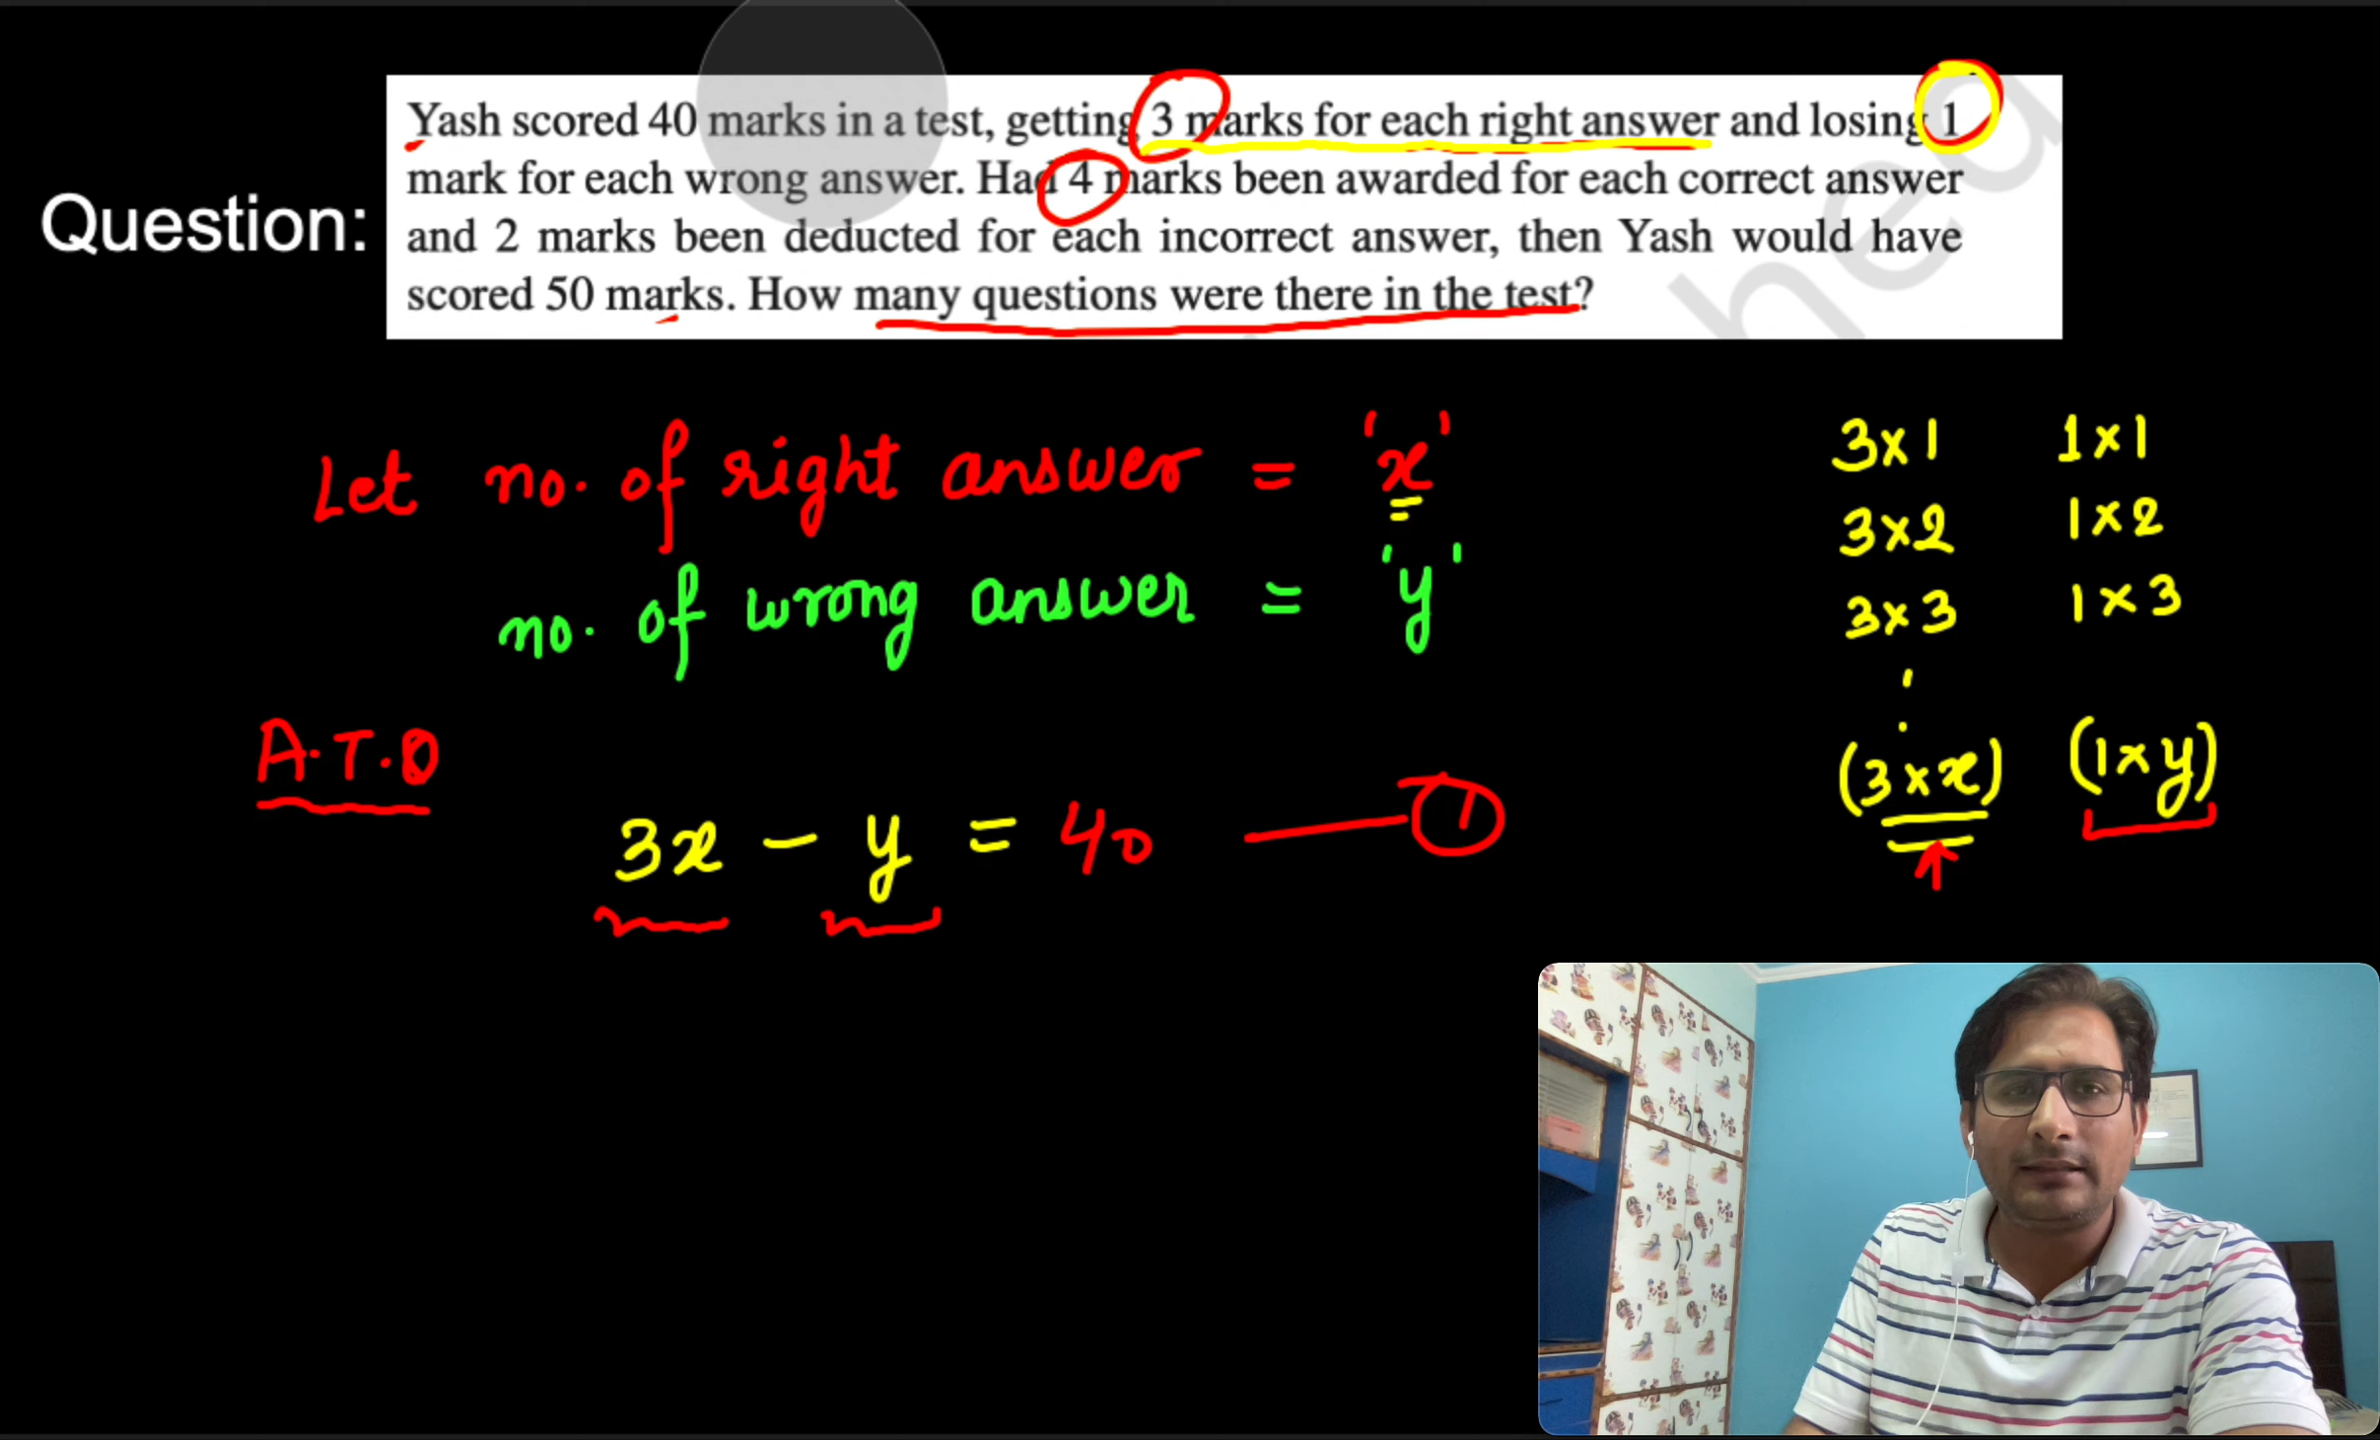 Question:
Yash scored 40 marks in a test, getting 3 marks for each right answer and losing 1
mark for each wrong answer. Had 4 marks been awarded for each correct answer
and 2 marks been deducted for each incorrect answer, then Yash would have
scored 50 marks. How many questions were there in the test?
Let no. of right answer = 'x'
no. of wrong answer = 'y'
A.T.Q
3x - y = 40 —— 1
3x1 1x1
3x2 1x2
3x3 1x3
(3xx) (1xy)